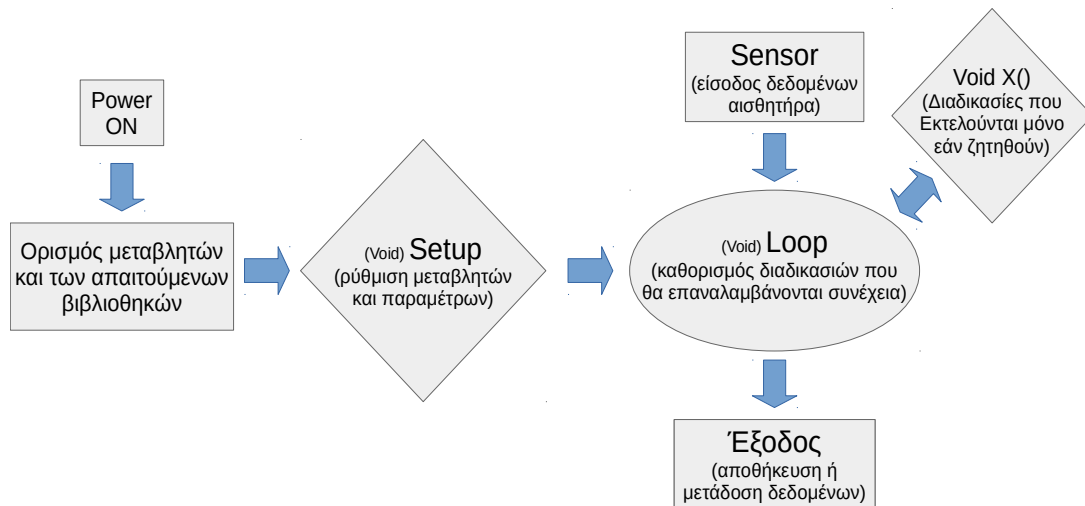 Power
ON
Ορισμός μεταβλητών
και των απαιτούμενων
βιβλιοθηκών
(Void) Setup
(ρύθμιση μεταβλητών
και παραμέτρων)
Sensor
(είσοδος δεδομένων
αισθητήρα)
(Void) Loop
(καθορισμός διαδικασιών που
θα επαναλαμβάνονται συνέχεια)
Void X()
(Διαδικασίες που
Εκτελούνται μόνο
εάν ζητηθούν)
Έξοδος
(αποθήκευση ή
μετάδοση δεδομένων)